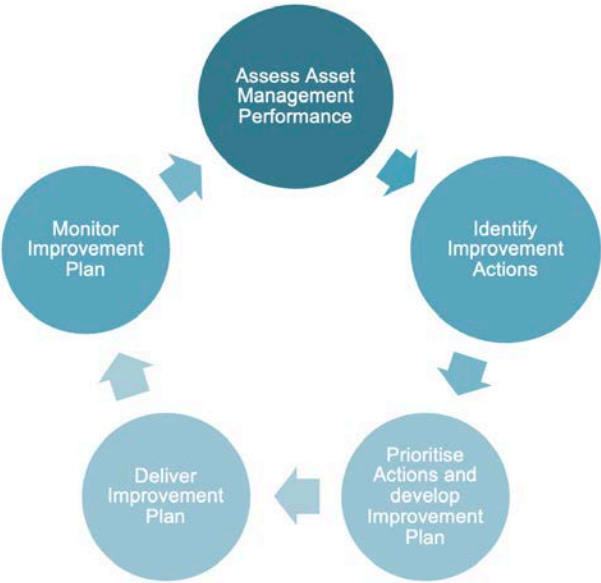 Assess Asset
Management
Performance
Identify
Improvement
Actions
Prioritise
Actions and
develop
Improvement
Plan
Deliver
Improvement
Plan
Monitor
Improvement
Plan